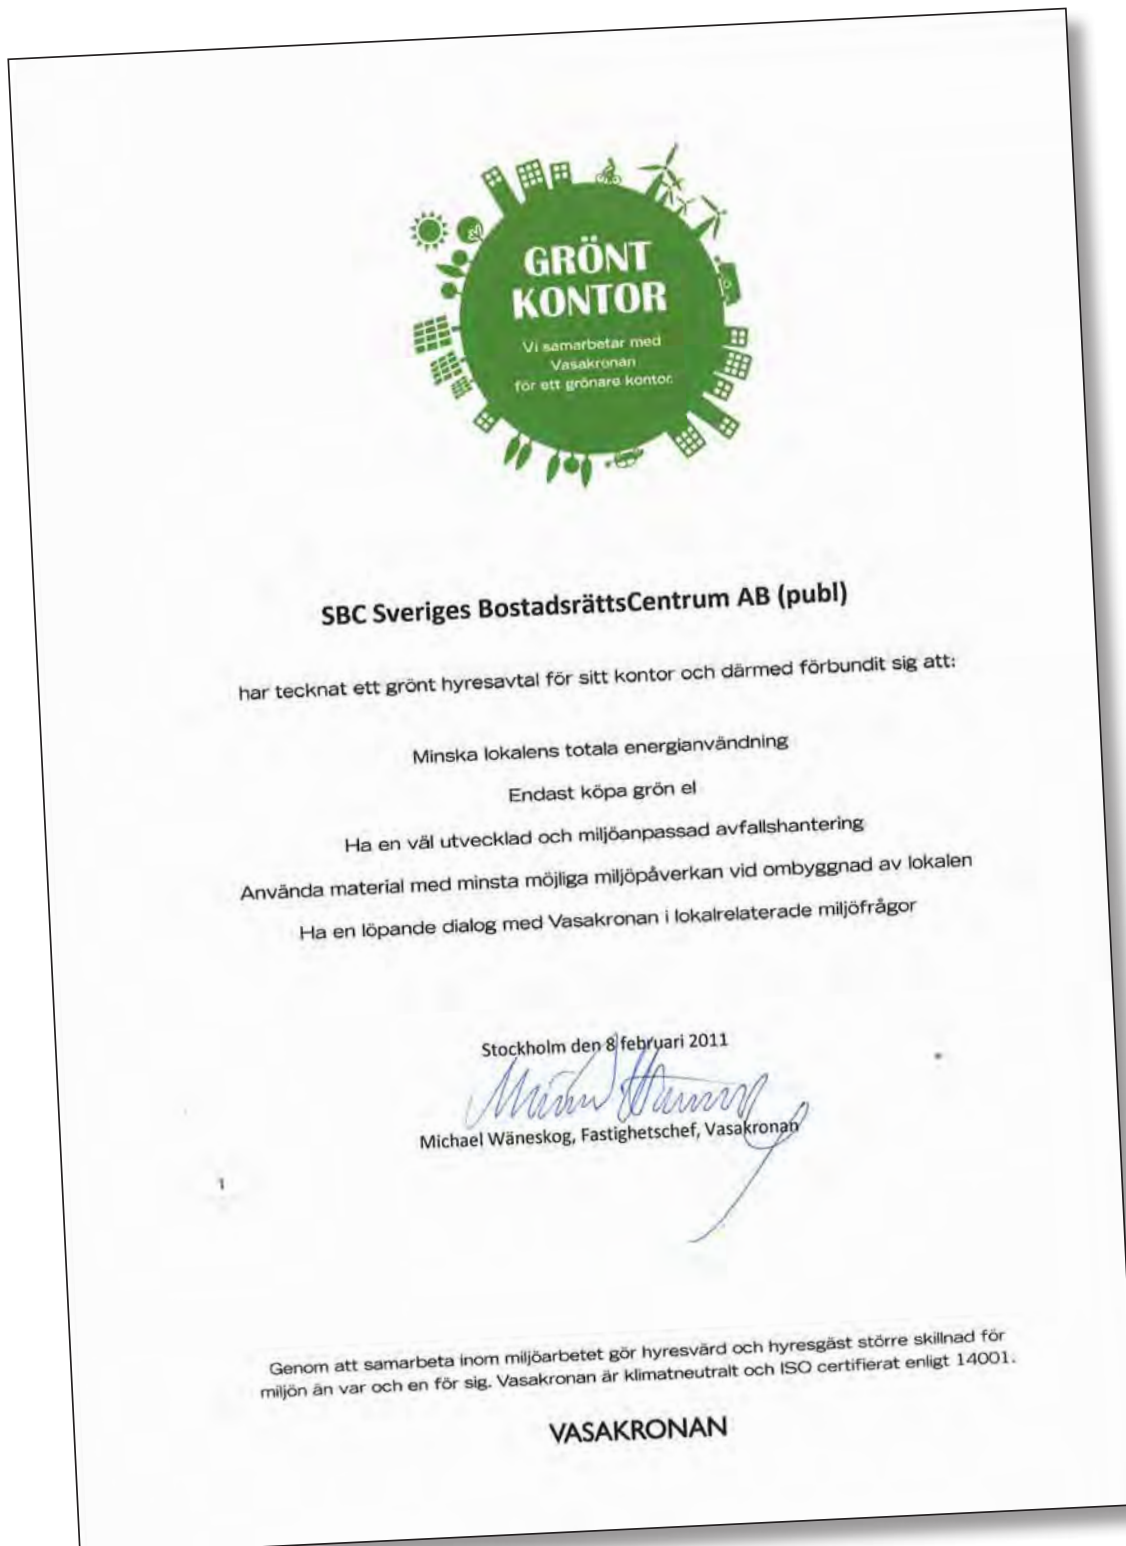 GRÖNT
KONTOR
Vi samarbetar med
Vasakronan
för ett grönare kontor.
SBC Sveriges BostadsrättsCentrum AB (publ)
har tecknat ett grönt hyresavtal för sitt kontor och därmed förbundit sig att:
Minska lokalens totala energianvändning
Endast köpa grön el
Ha en väl utvecklad och miljöanpassad avfallshantering
Använda material med minsta möjliga miljöpåverkan vid ombyggnad av lokalen
Ha en löpande dialog med Vasakronan i lokalrelaterade miljöfrågor
Stockholm den 8 februari 2011
Michael Wäneskog, Fastighetschef, Vasakronan
Genom att samarbeta inom miljöarbetet gör hyresvärd och hyresgäst större skillnad för
miljön än var och en för sig. Vasakronan är klimatneutralt och ISO certifierat enligt 14001.
VASAKRONAN